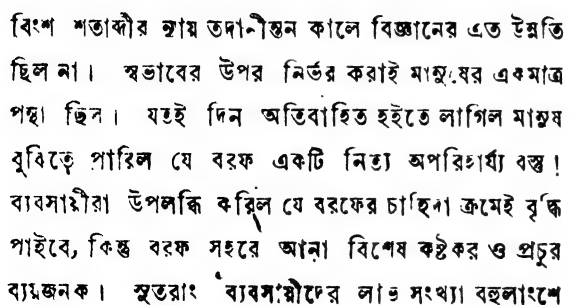 বিংশ শতাব্দীর ন্যায় তদানীন্তন কালে বিজ্ঞানের এত উন্নতি
ছিল না। স্বভাবের উপর নির্ভর করাই মানুষের একমাত্র
পন্থা ছিল। যতই দিন অতিবাহিত হইতে লাগিল মানুষ
বুঝিতে পারিল যে বরফ একটি নিত্য অপরিহার্য্য বস্তু!
ব্যবসায়ীরা উপলব্ধি করিল যে বরফের চাহিদা ক্রমেই বৃদ্ধি
পাইবে, কিন্তু বরফ সহরে আনা বিশেষ কষ্টকর ও প্রচুর
ব্যয়জনক। সুতরাং ব্যবসায়ীদের লাভ সংখ্যা বহুলাংশে